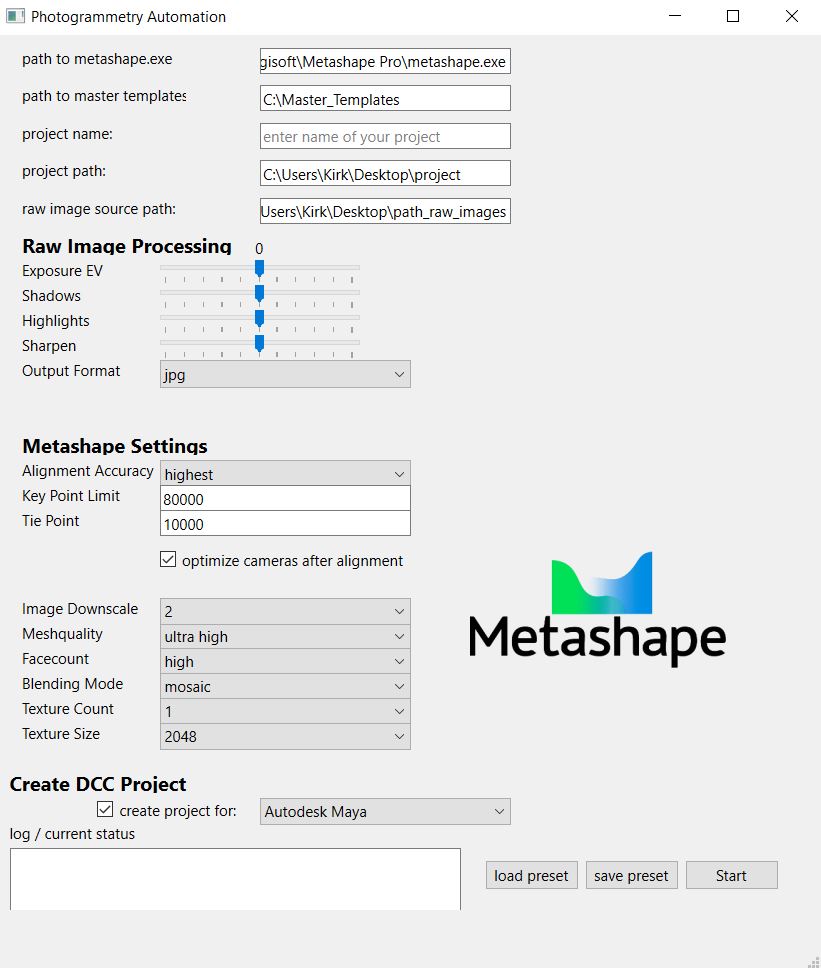 Photogrammetry Automation
path to metashape.exe
gisoft\Metashape Pro\metashape.exe
path to master templates
C:\Master_Templates
project name:
enter name of your project
project path:
C:\Users\Kirk\Desktop\project
raw image source path:
Users\Kirk\Desktop\path_raw_images
Raw Image Processing 0
Exposure EV
Shadows
Highlights
Sharpen
Output Format jpg
Metashape Settings
Alignment Accuracy highest
Key Point Limit 80000
Tie Point 10000
optimize cameras after alignment
Image Downscale 2
Meshquality ultra high
Facecount high
Blending Mode mosaic
Texture Count 1
Texture Size 2048
Metashape
Create DCC Project
create project for: Autodesk Maya
log / current status
load preset save preset Start